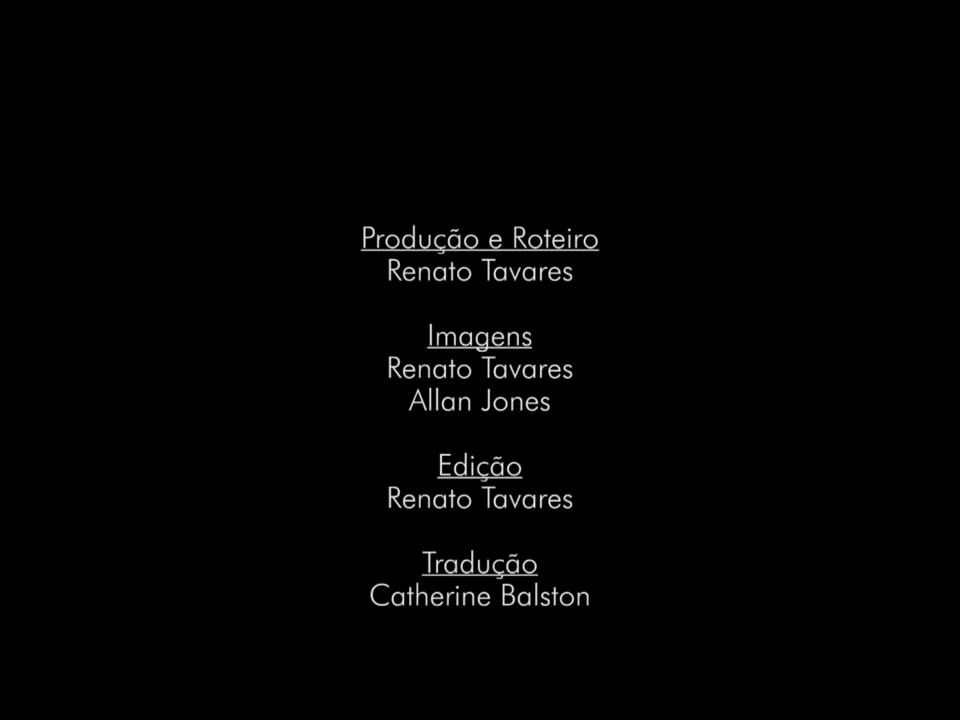 Produção e Roteiro
Renato Tavares
Imagens
Renato Tavares
Allan Jones
Edição
Renato Tavares
Tradução
Catherine Balston